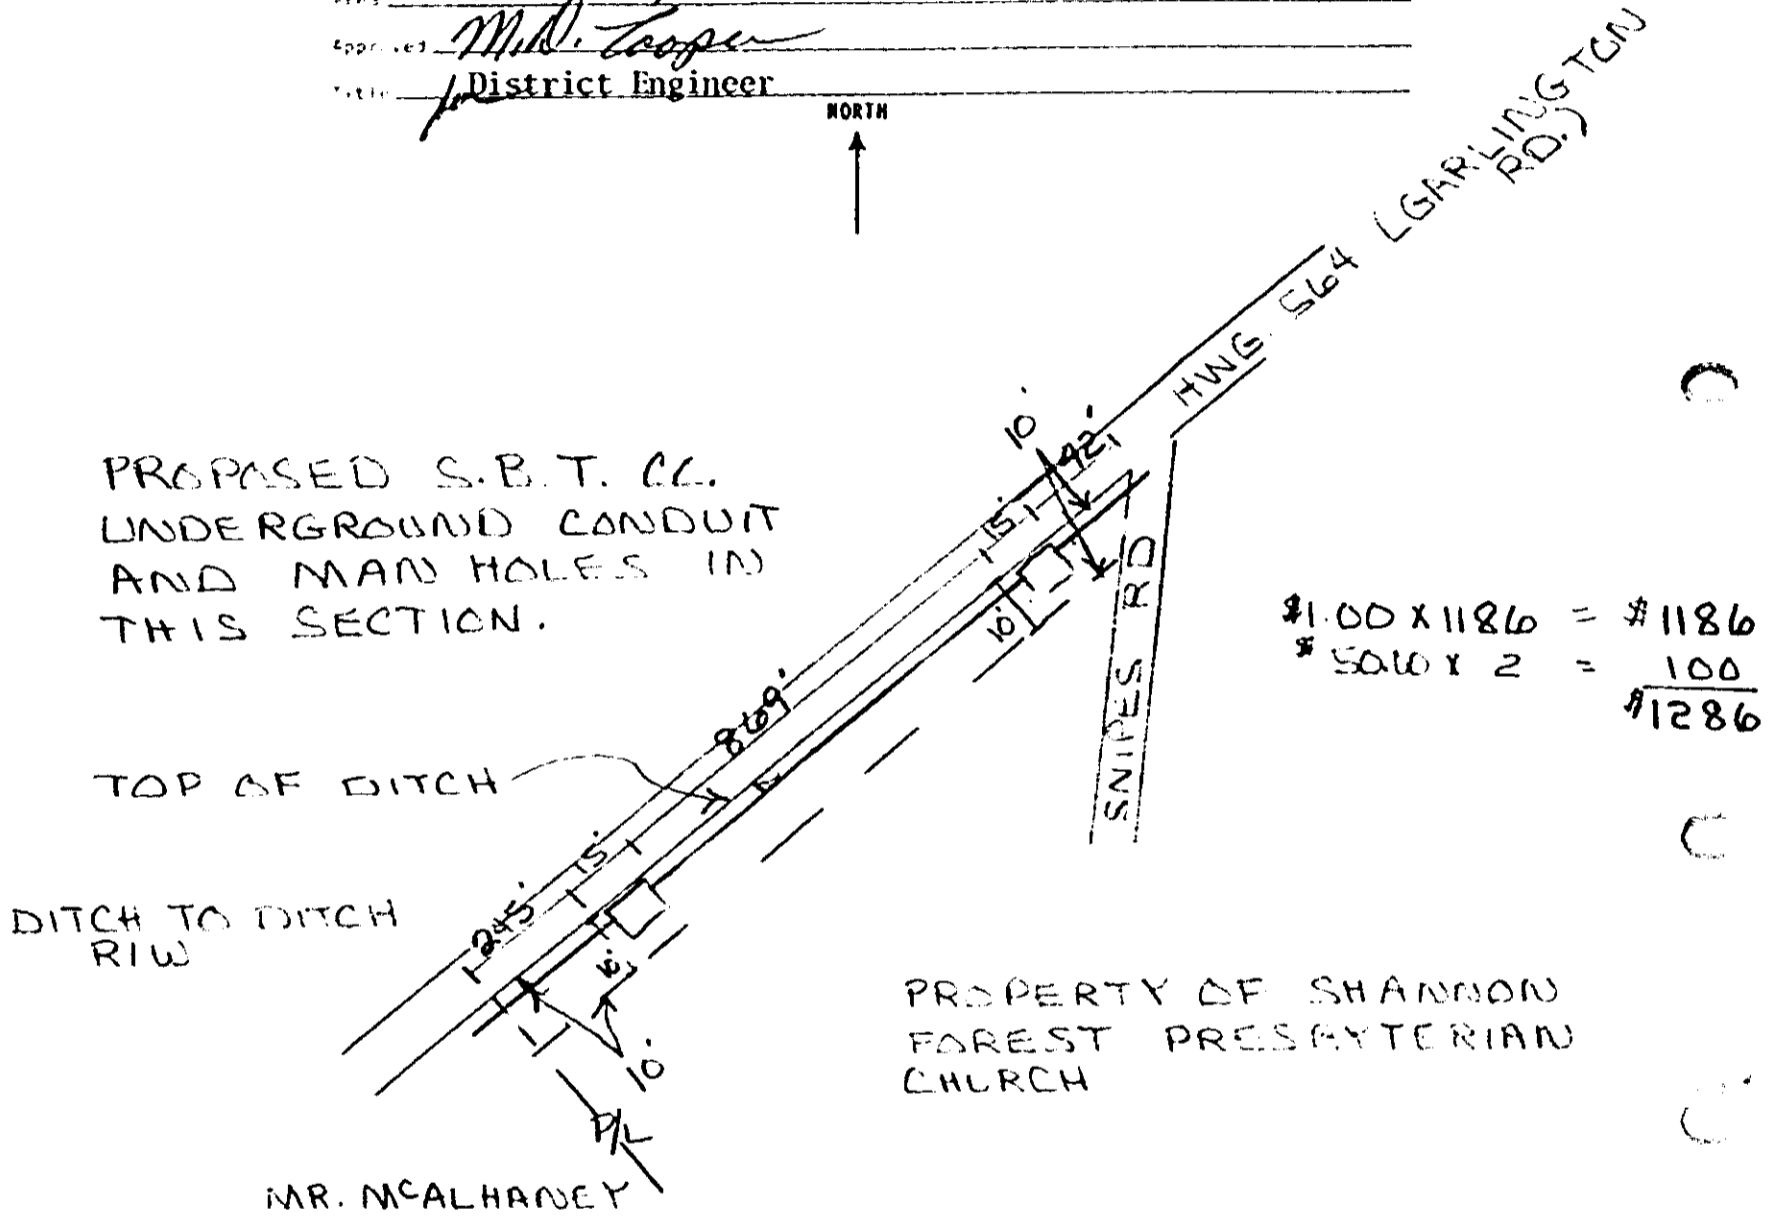 Approved M.D. Cooper
Title for District Engineer
NORTH
HWG. 564 (GARLINGTON
RD.)
10'
42'
15'
PROPOSED S.B.T. CO.
UNDERGROUND CONDUIT
AND MAN HOLES IN
THIS SECTION.
10'
SNIPES RD
$1.00 X 1186 = $1186
$50.00 X 2 = 100
$1286
869'
TOP OF DITCH
15'
245'
DITCH TO DITCH
R/W
10'
10'
PROPERTY OF SHANNON
FOREST PRESBYTERIAN
CHURCH
P/L
MR. McALHANEY